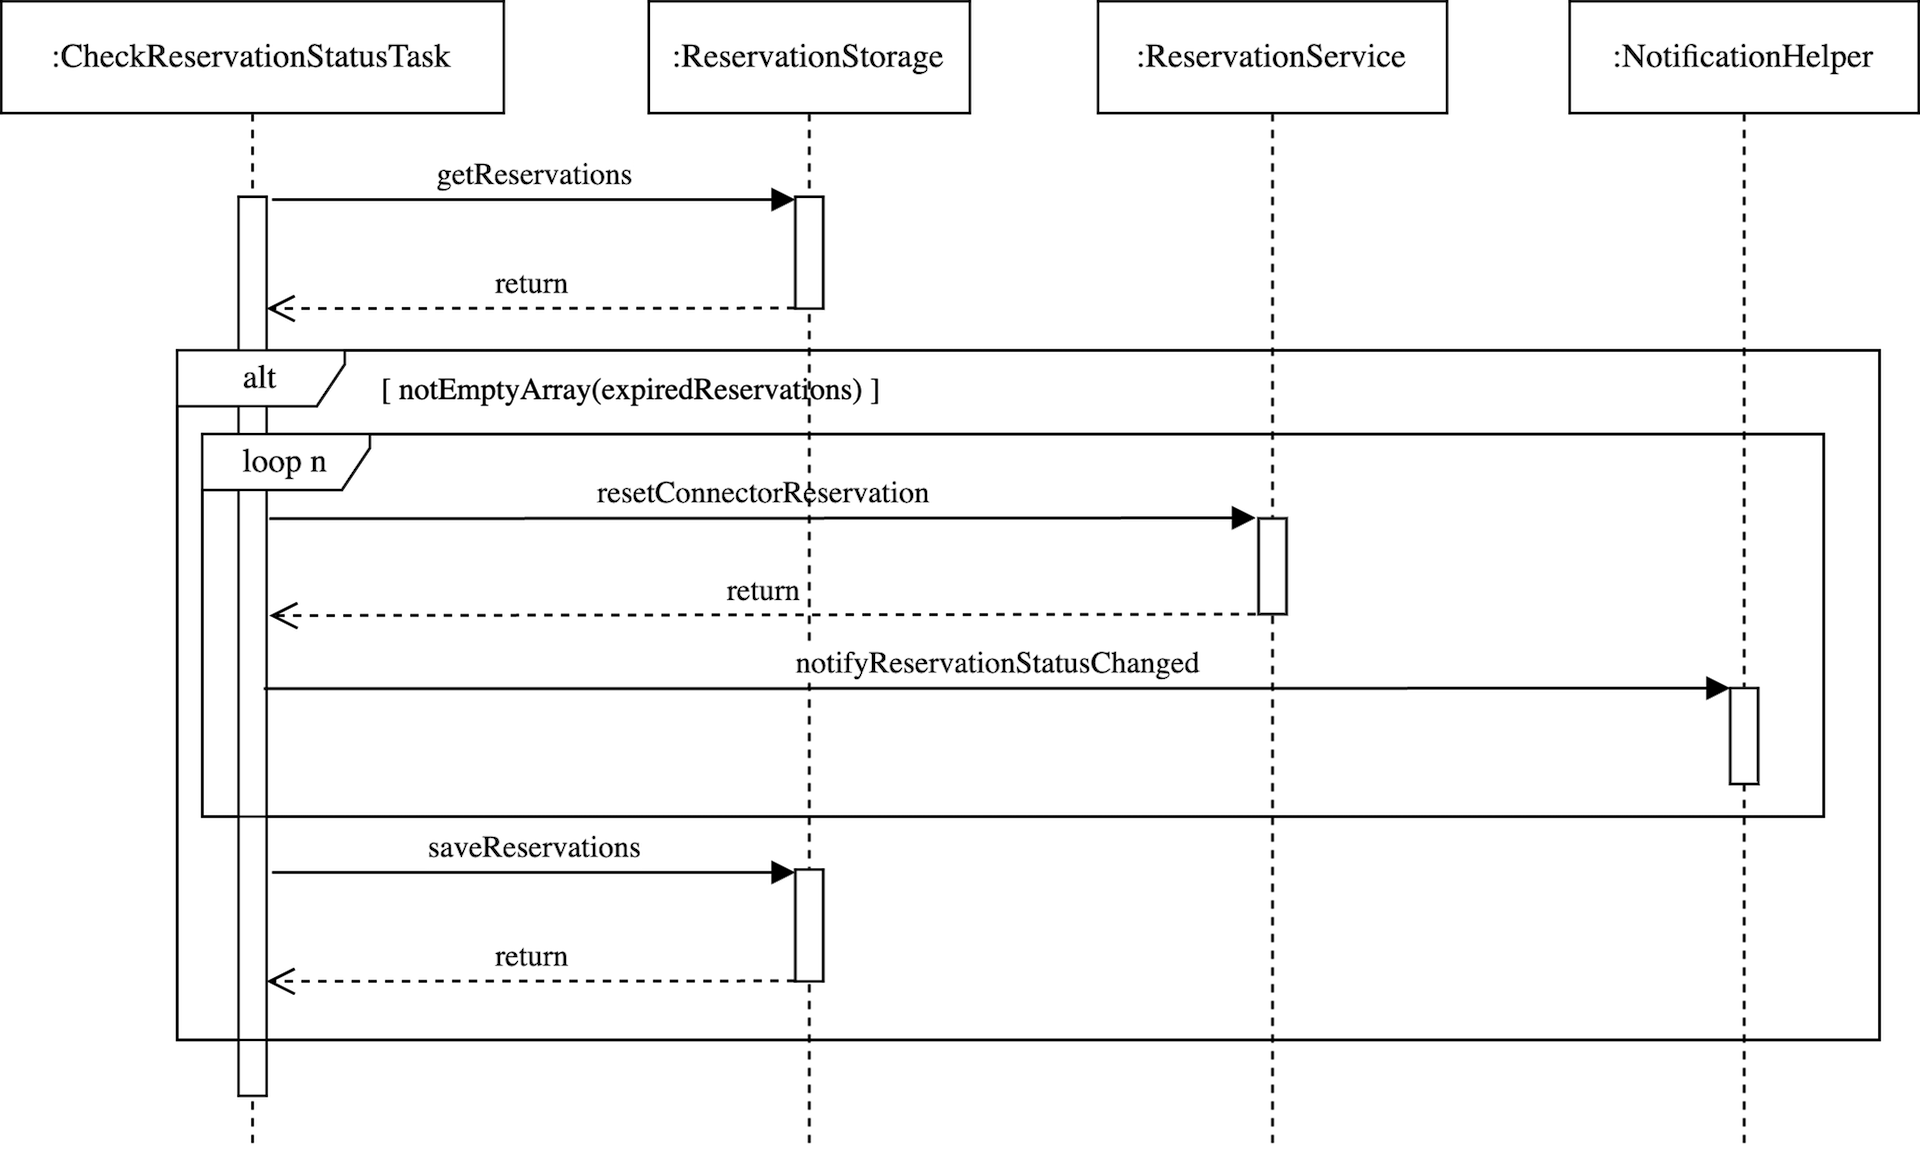 :CheckReservationStatusTask
:ReservationStorage
:ReservationService
:NotificationHelper
getReservations
return
alt
[ notEmptyArray(expiredReservations) ]
loop n
resetConnectorReservation
return
notifyReservationStatusChanged
saveReservations
return